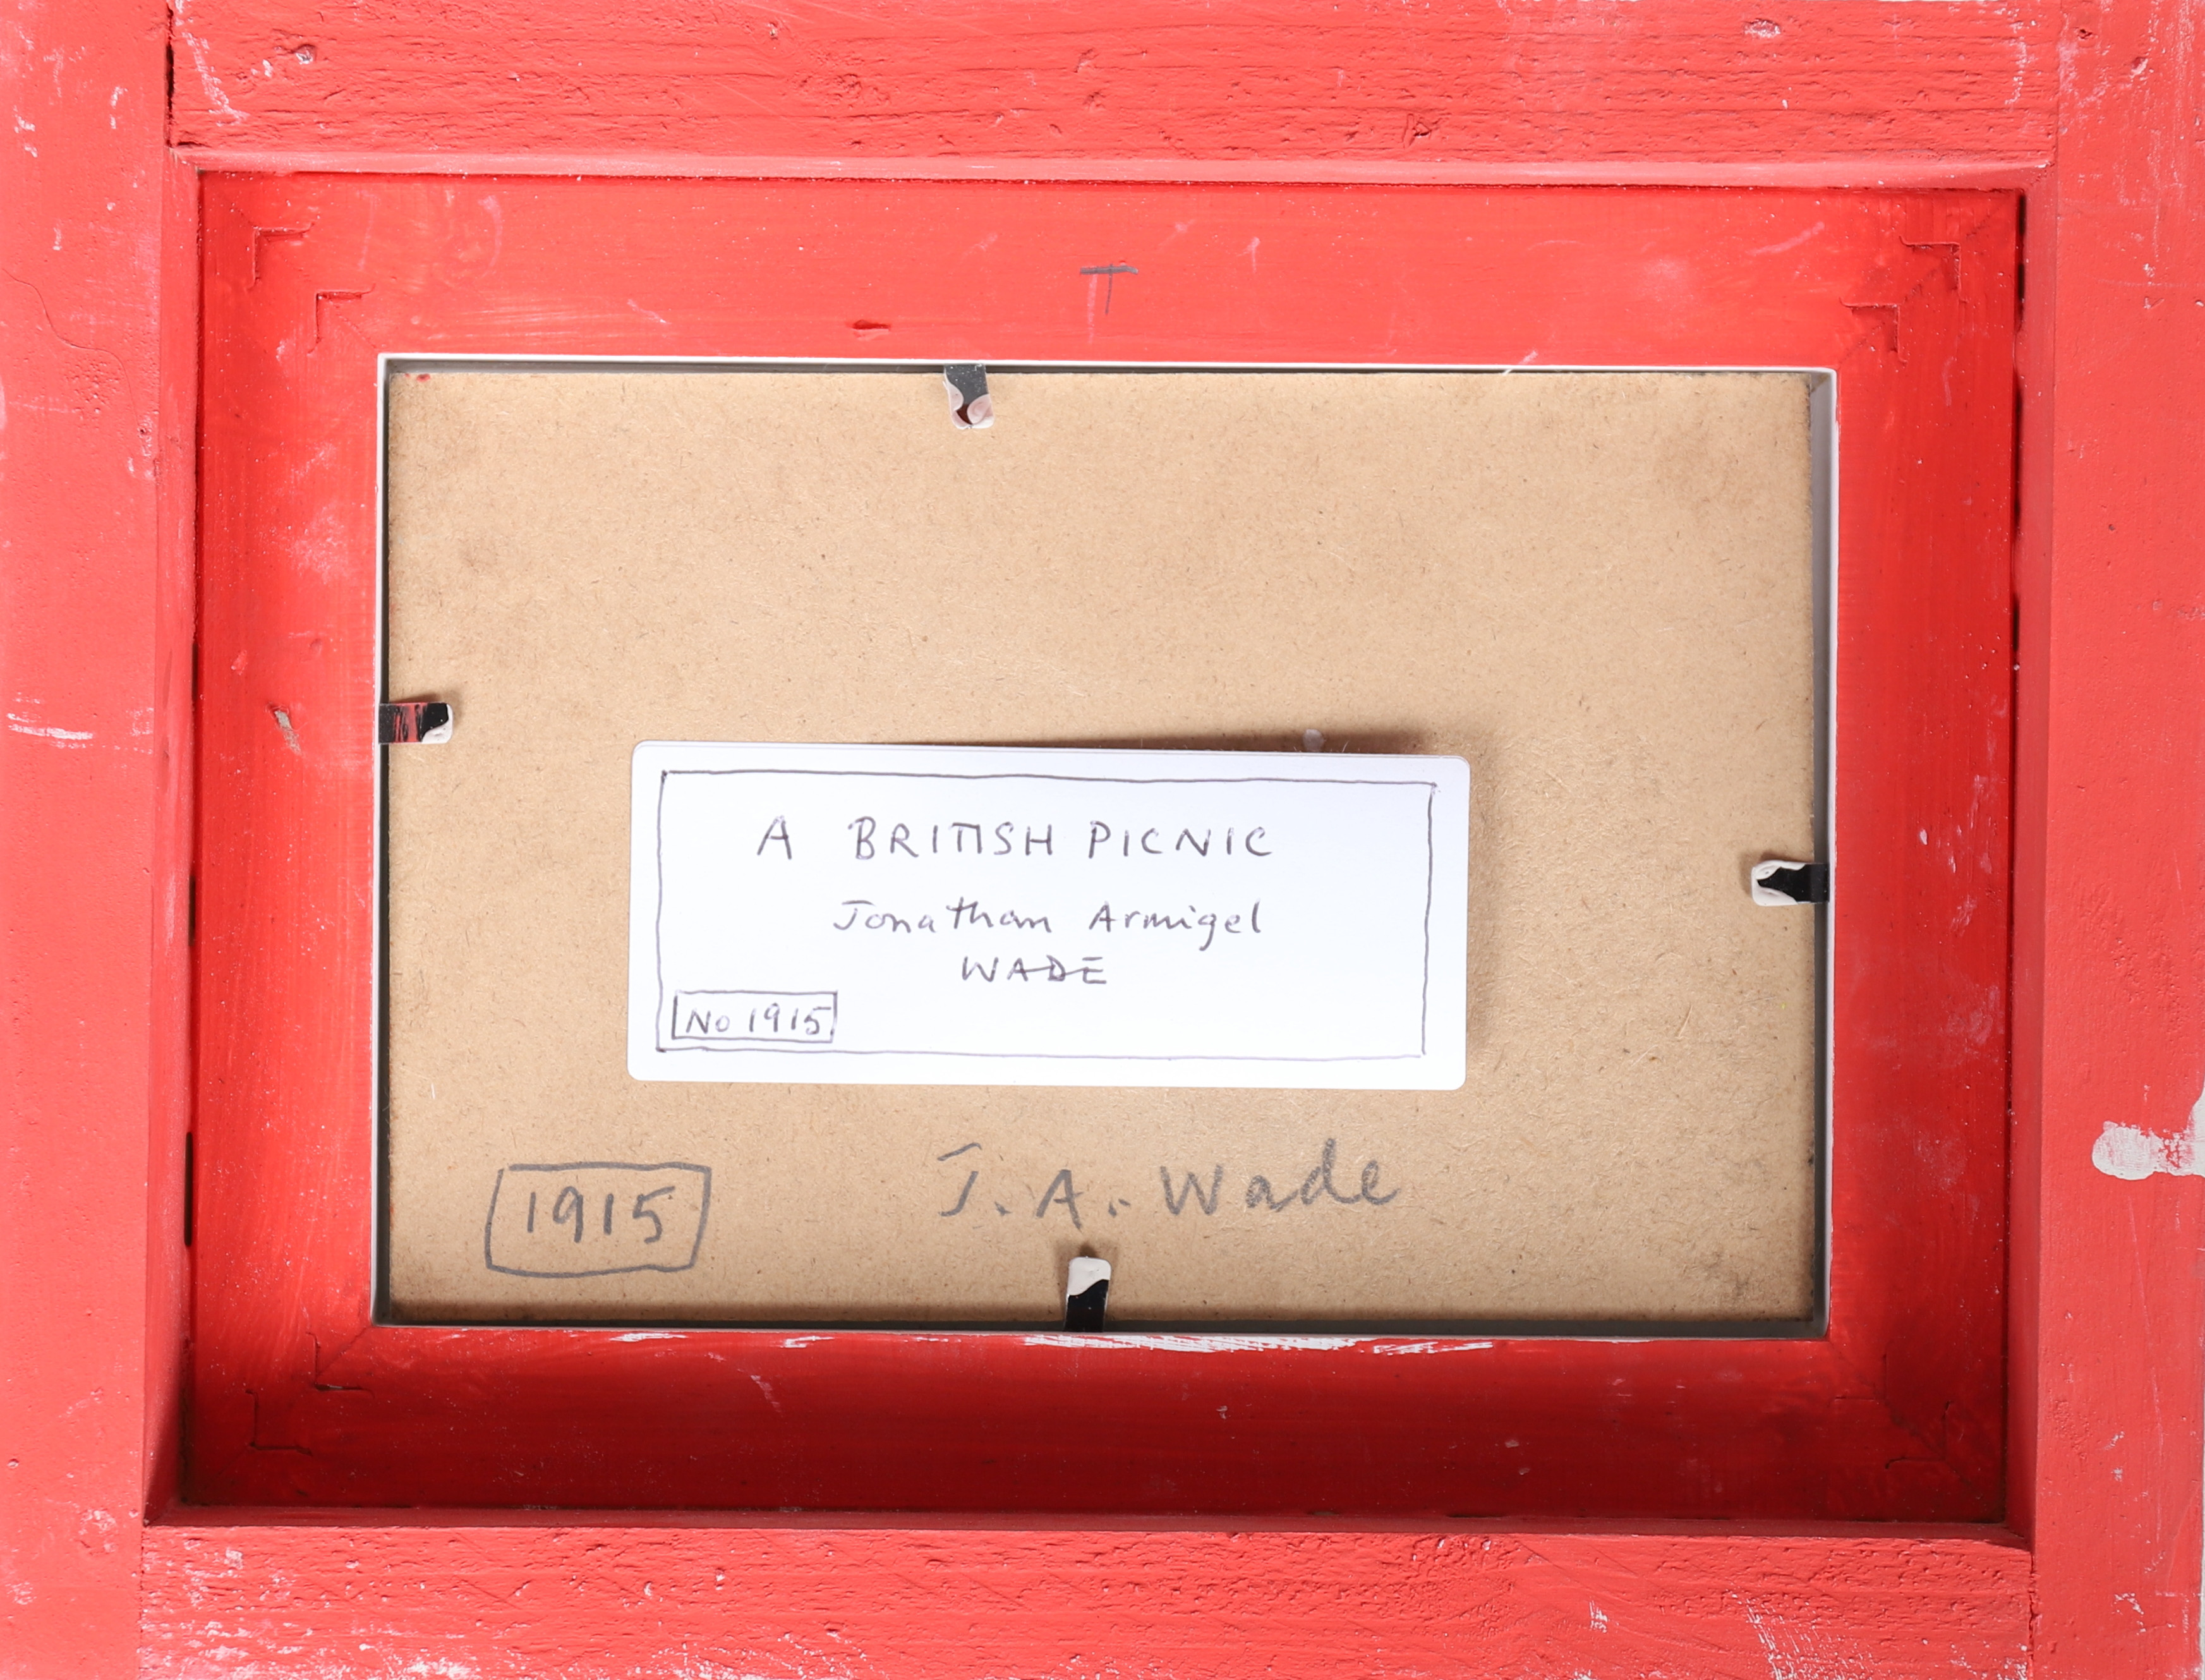 T
A BRITISH PICNIC
Jonathan Armigel
WADE
No 1915
1915
J. A. Wade